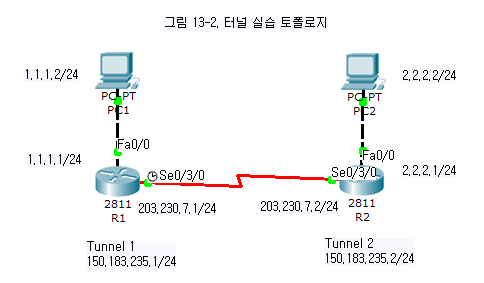 그림 13-2. 터널 실습 토폴로지
1.1.1.2/24
PC-PT
PC1
2.2.2.2/24
PC-PT
PC2
Fa0/0
Fa0/0
1.1.1.1/24
Se0/3/0
Se0/3/0
2.2.2.1/24
2811
R1
203.230.7.1/24
203.230.7.2/24
2811
R2
Tunnel 1
150.183.235.1/24
Tunnel 2
150.183.235.2/24